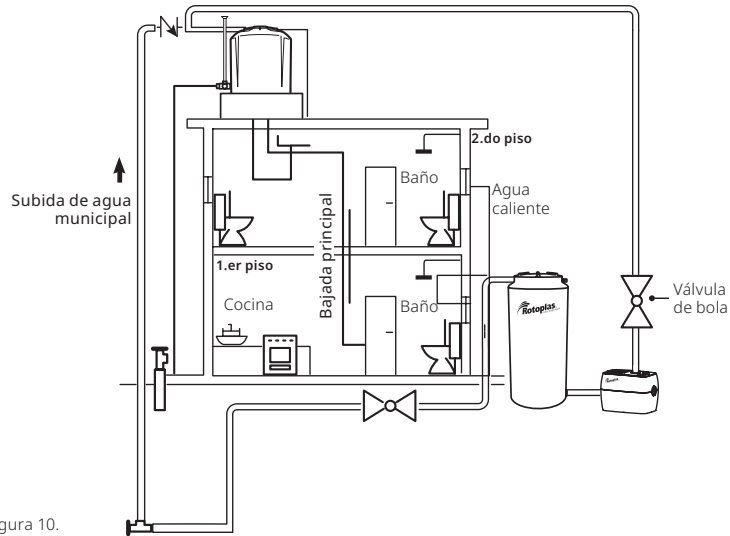 Subida de agua
municipal
2.do piso
Baño
Agua
caliente
Bajada principal
1.er piso
Cocina
Baño
Rotoplas
Válvula
de bola
gura 10.